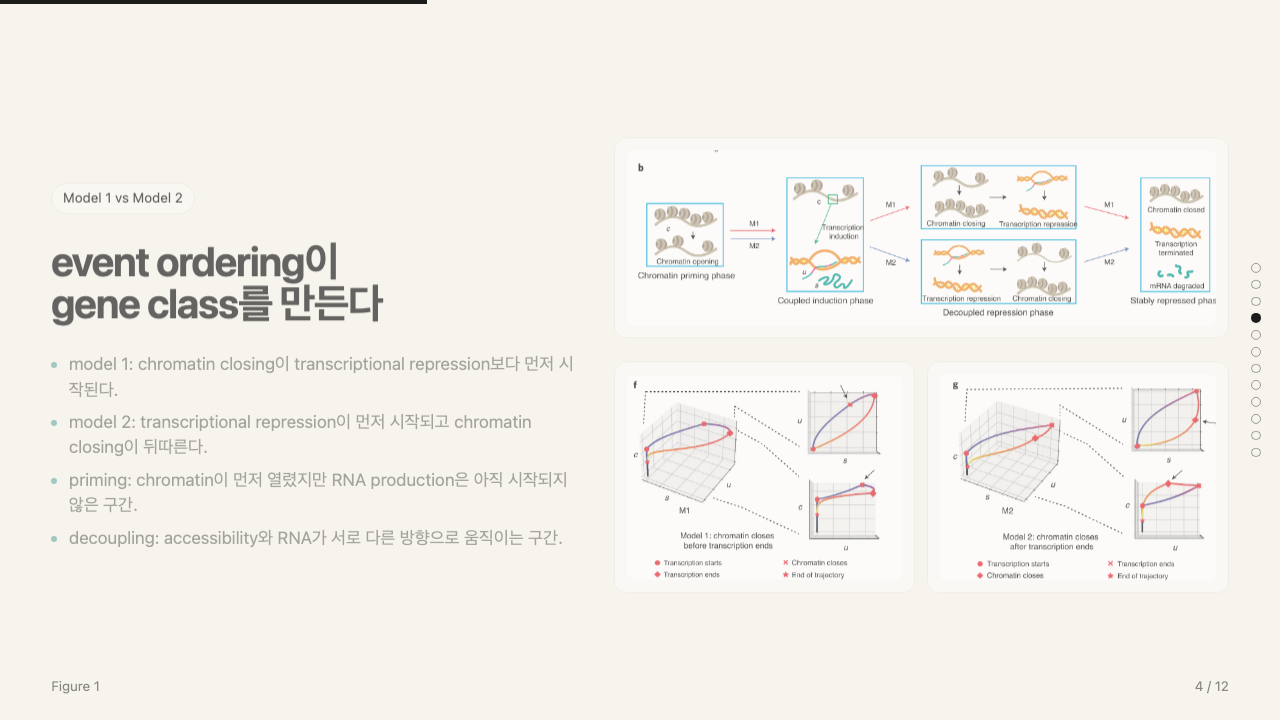 Model 1 vs Model 2
event ordering이
gene class를 만든다
model 1: chromatin closing이 transcriptional repression보다 먼저 시
작된다.
model 2: transcriptional repression이 먼저 시작되고 chromatin
closing이 뒤따른다.
priming: chromatin이 먼저 열렸지만 RNA production은 아직 시작되지
않은 구간.
decoupling: accessibility와 RNA가 서로 다른 방향으로 움직이는 구간.
b
c
Chromatin opening
Chromatin priming phase
M1
M2
c
Transcription
induction
u
s
Coupled induction phase
M1
M2
Chromatin closing
Transcription repression
Transcription repression
Chromatin closing
Decoupled repression phase
M1
M2
Chromatin closed
Transcription
terminated
mRNA degraded
Stably repressed phas
f
c
s
u
M1
u
s
c
u
Model 1: chromatin closes
before transcription ends
Transcription starts
Chromatin closes
Transcription ends
End of trajectory
g
c
s
u
M2
u
s
c
u
Model 2: chromatin closes
after transcription ends
Transcription starts
Transcription ends
Chromatin closes
End of trajectory
Figure 1
4 / 12